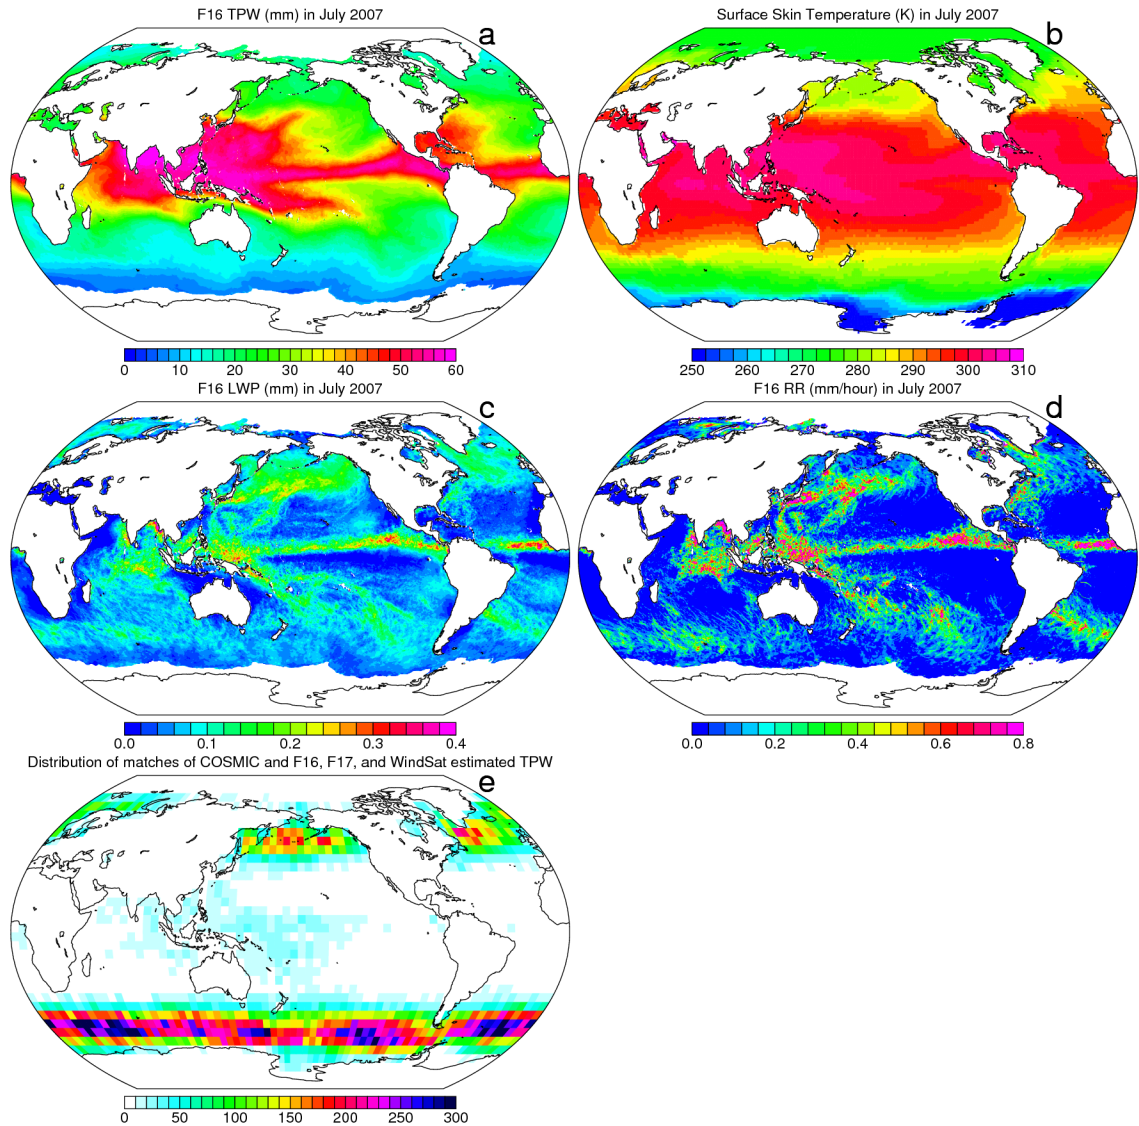 F16 TPW (mm) in July 2007
a
0 10 20 30 40 50 60
Surface Skin Temperature (K) in July 2007
b
250 260 270 280 290 300 310
F16 LWP (mm) in July 2007
c
0.0 0.1 0.2 0.3 0.4
F16 RR (mm/hour) in July 2007
d
0.0 0.2 0.4 0.6 0.8
Distribution of matches of COSMIC and F16, F17, and WindSat estimated TPW
e
0 50 100 150 200 250 300